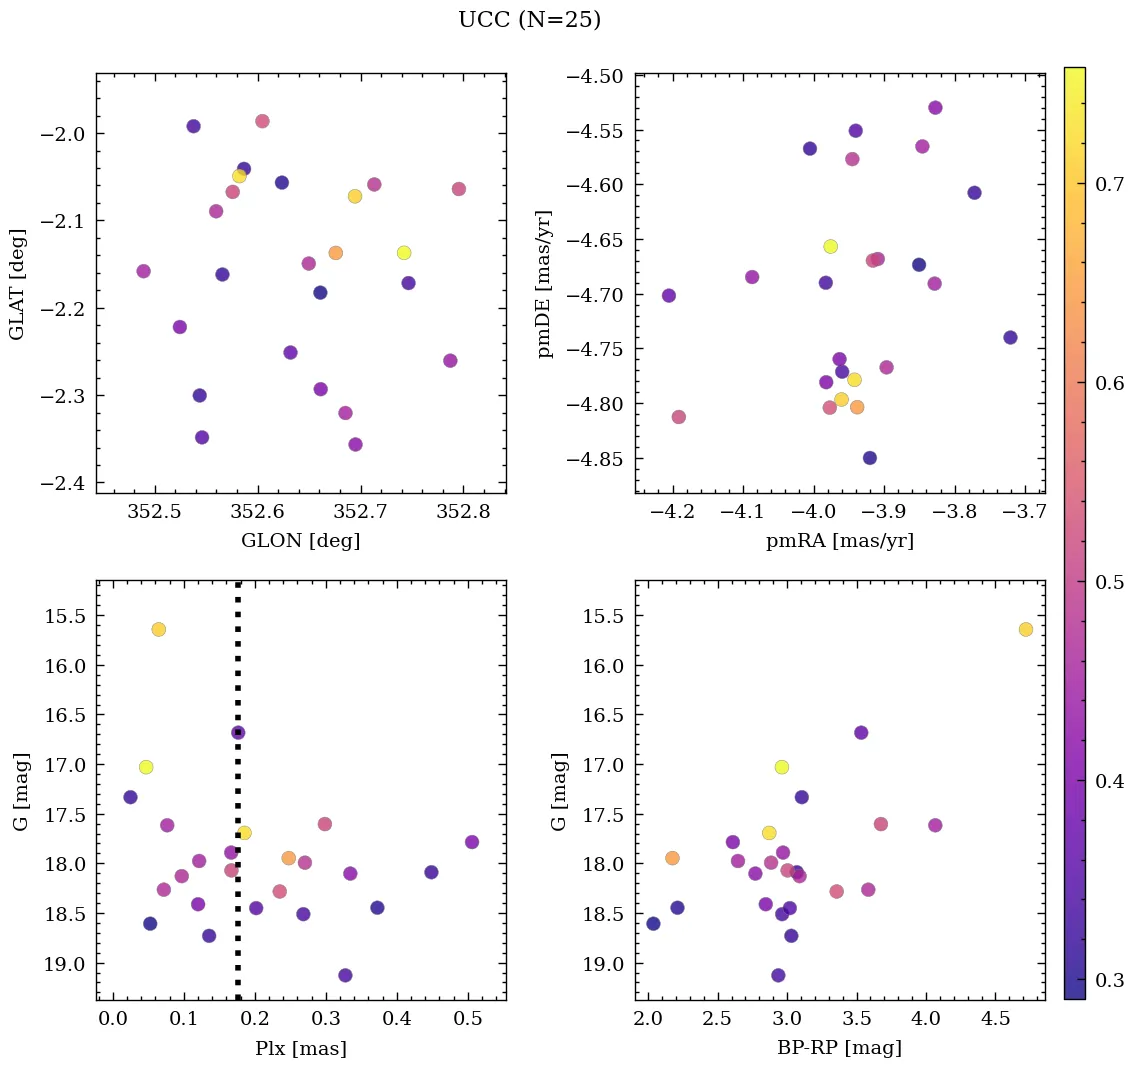 UCC (N=25)
GLAT [deg]
−2.0
−2.1
−2.2
−2.3
−2.4
352.5 352.6 352.7 352.8
GLON [deg]
pmDE [mas/yr]
−4.50
−4.55
−4.60
−4.65
−4.70
−4.75
−4.80
−4.85
−4.2 −4.1 −4.0 −3.9 −3.8 −3.7
pmRA [mas/yr]
G [mag]
15.5
16.0
16.5
17.0
17.5
18.0
18.5
19.0
0.0 0.1 0.2 0.3 0.4 0.5
Plx [mas]
G [mag]
15.5
16.0
16.5
17.0
17.5
18.0
18.5
19.0
2.0 2.5 3.0 3.5 4.0 4.5
BP-RP [mag]
0.7
0.6
0.5
0.4
0.3